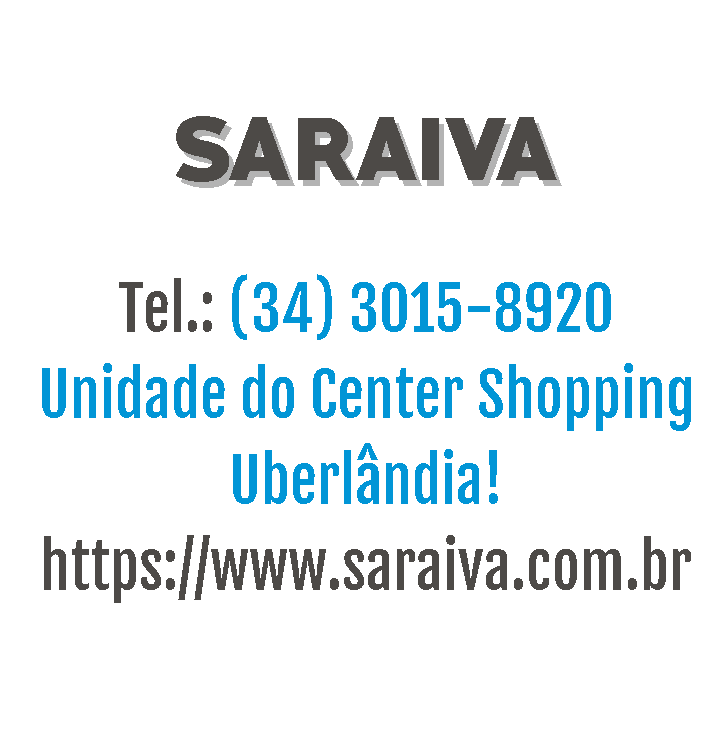 SARAIVA
Tel.: (34) 3015-8920
Unidade do Center Shopping
Uberlândia!
https://www.saraiva.com.br